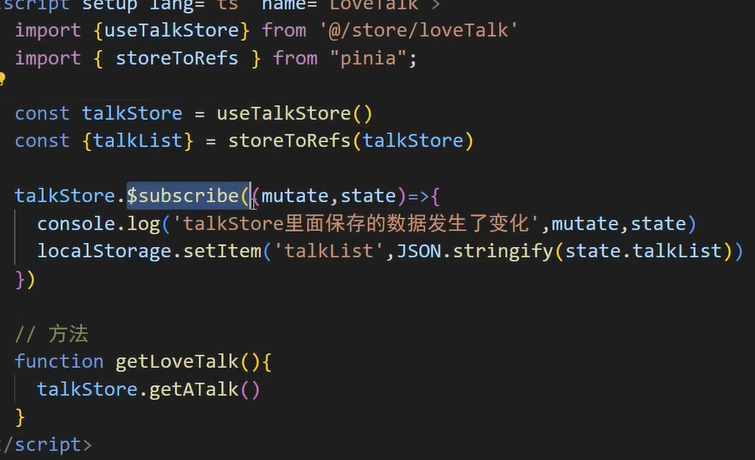 script setup lang="ts" name="LoveTalk">
import {useTalkStore} from '@/store/loveTalk'
import { storeToRefs } from "pinia";
const talkStore = useTalkStore()
const {talkList} = storeToRefs(talkStore)
talkStore.$subscribe((mutate,state)=>{
console.log('talkStore里面保存的数据发生了变化',mutate,state)
localStorage.setItem('talkList',JSON.stringify(state.talkList))
})
// 方法
function getLoveTalk(){
talkStore.getATalk()
}
/script>